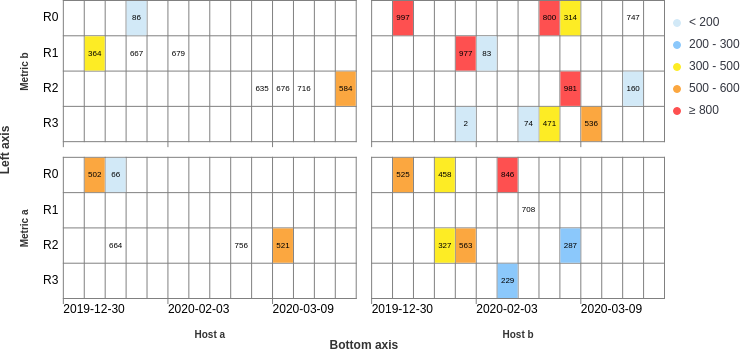 R0 86 997 800 314 747
R1 364 667 679 977 83
R2 635 676 716 584 981 160
R3 2 74 471 536
Metric b
< 200
200 - 300
300 - 500
500 - 600
≥ 800
Left axis
R0 502 66 525 458 846
R1 708
R2 664 756 521 327 563 287
R3 229
Metric a
2019-12-30 2020-02-03 2020-03-09 2019-12-30 2020-02-03 2020-03-09
Host a Host b
Bottom axis